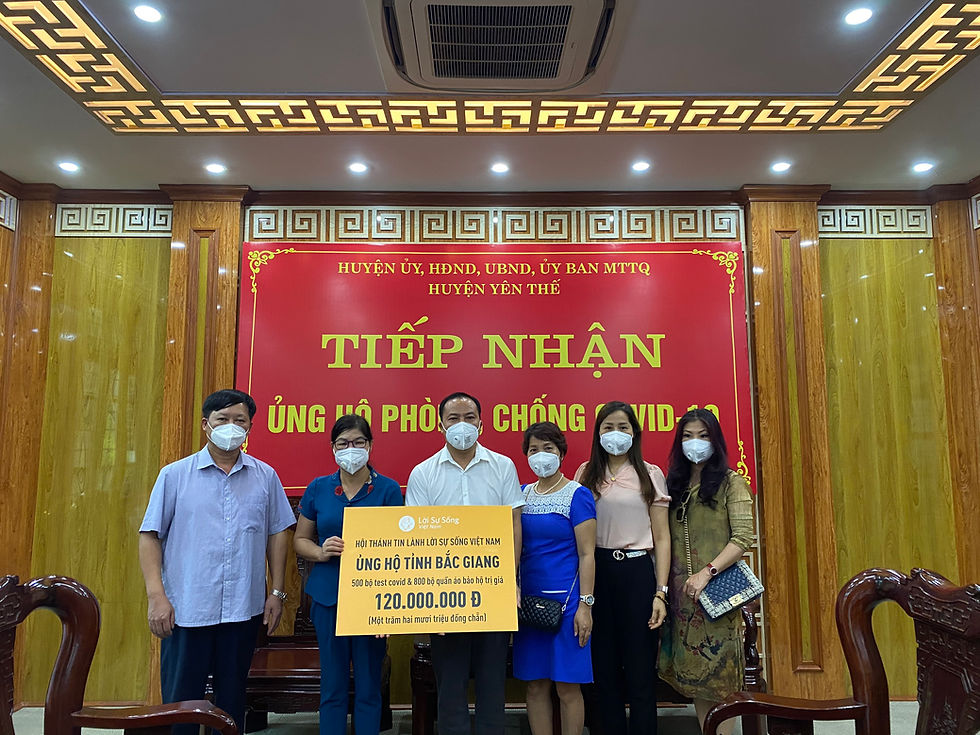 HUYỆN ỦY, HĐND, UBND, ỦY BAN MTTQ
HUYỆN YÊN THẾ
TIẾP NHẬN
ỦNG HỘ CHỐNG
Lời Sự Sống
Việt Nam
HỘI THÁNH TIN LÀNH LỜI SỰ SỐNG VIỆT NAM
ỦNG HỘ TỈNH BẮC GIANG
500 bộ test covid & 800 bộ quần áo bảo hộ trị giá
120.000.000 Đ
(Một trăm hai mươi triệu đồng chẵn)